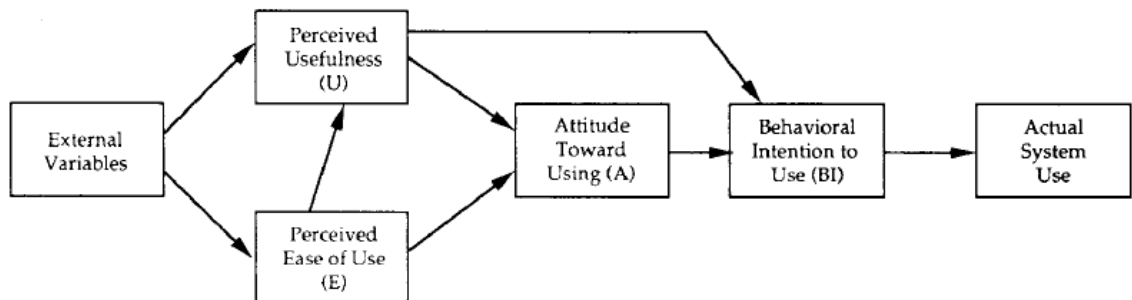 External
Variables
Perceived
Usefulness
(U)
Perceived
Ease of Use
(E)
Attitude
Toward
Using (A)
Behavioral
Intention to
Use (BI)
Actual
System
Use